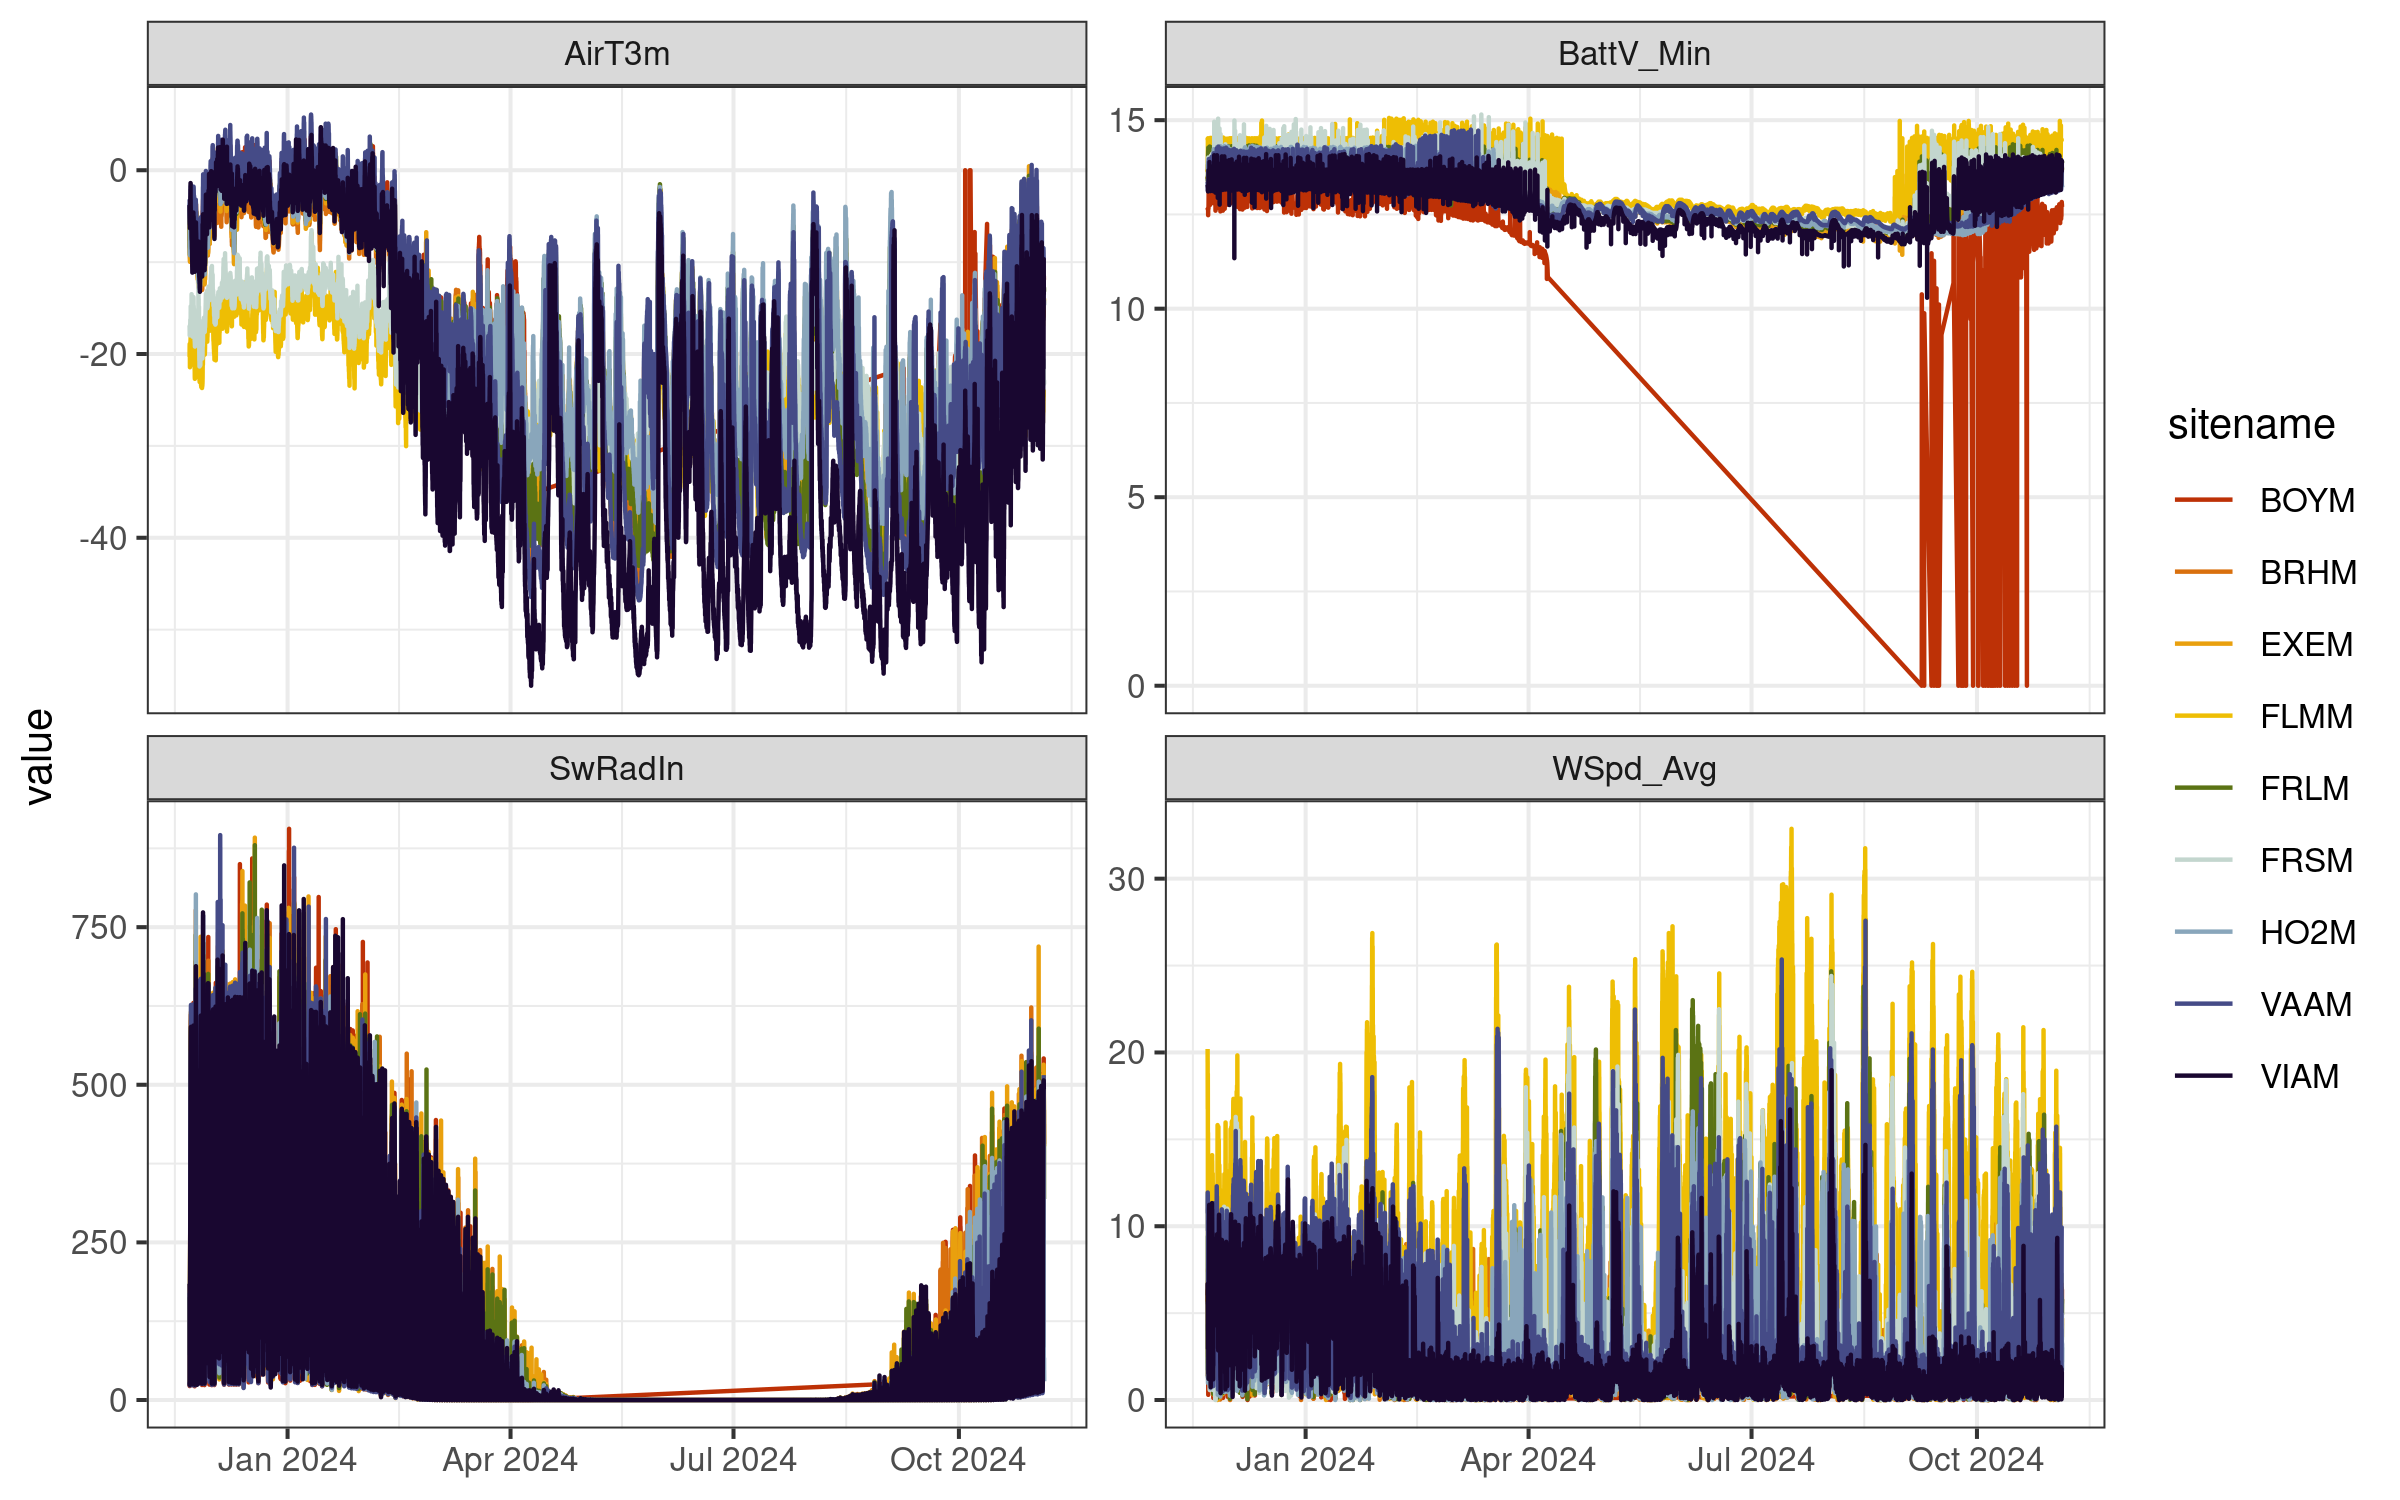 AirT3m
BattV_Min
0
-20
-40
15
10
5
0
value
SwRadIn
WSpd_Avg
750
500
250
0
30
20
10
0
Jan 2024
Apr 2024
Jul 2024
Oct 2024
Jan 2024
Apr 2024
Jul 2024
Oct 2024
sitename
BOYM
BRHM
EXEM
FLMM
FRLM
FRSM
HO2M
VAAM
VIAM